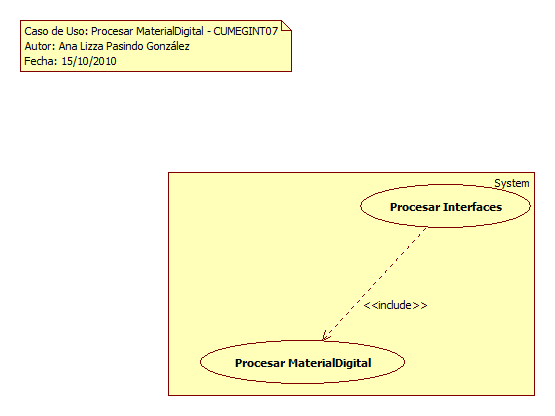 Caso de Uso: Procesar MaterialDigital - CUMEGINT07
Autor: Ana Lizza Pasindo González
Fecha: 15/10/2010
System
Procesar Interfaces
<<include>>
Procesar MaterialDigital